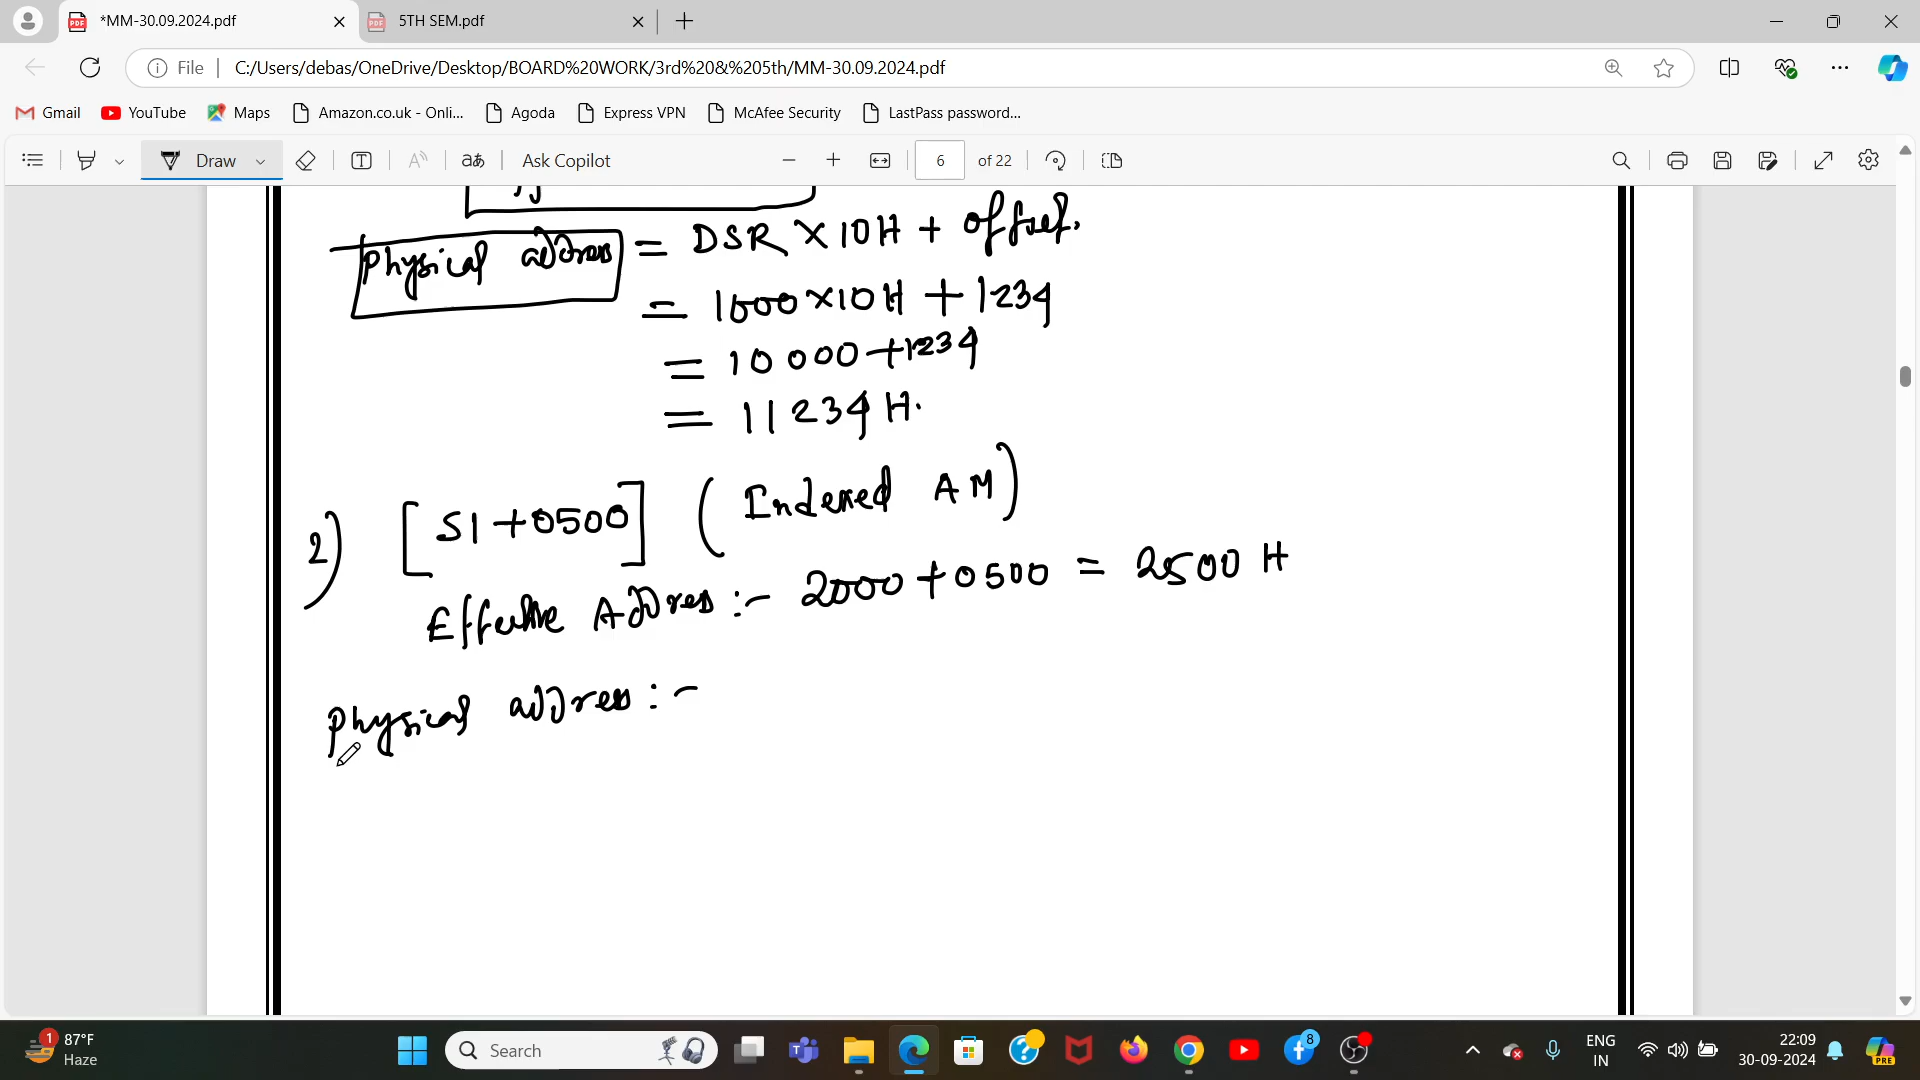 *MM-30.09.2024.pdf
5TH SEM.pdf
File
C:/Users/debas/OneDrive/Desktop/BOARD%20WORK/3rd%20&%205th/MM-30.09.2024.pdf
Gmail
YouTube
Maps
Amazon.co.uk - Onli...
Agoda
Express VPN
McAfee Security
LastPass password...
Draw
Ask Copilot
6 of 22
Physical address = DSR × 10H + offset.
= 1000 × 10H + 1234
= 10000 + 1234
= 11234 H.
2) [SI + 0500] (Indexed AM)
Effective Address :- 2000 + 0500 = 2500 H
Physical address :-
1
87°F
Haze
Search
8
ENG
IN
22:09
30-09-2024
PRE